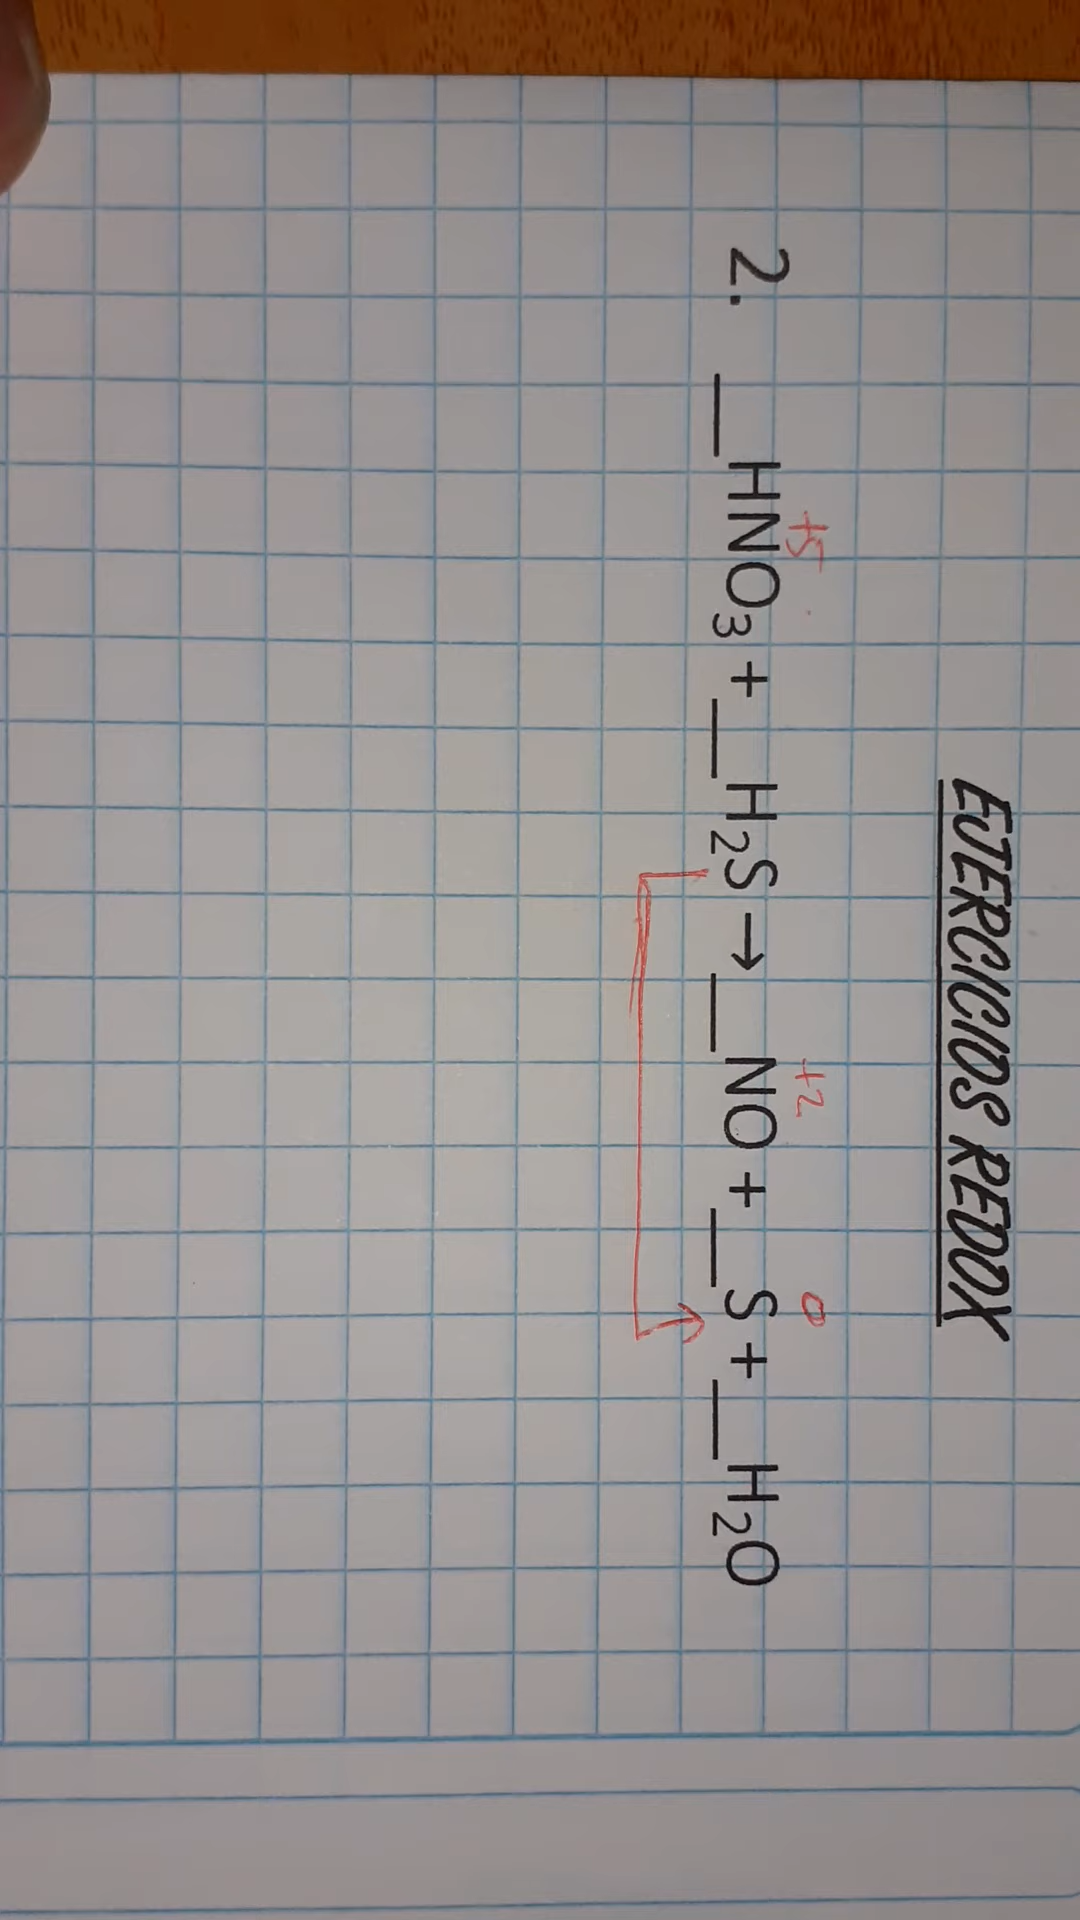 EJERCICIOS REDOX
+5 +2 0
2. __HNO₃ + __H₂S → __NO + __S + __H₂O